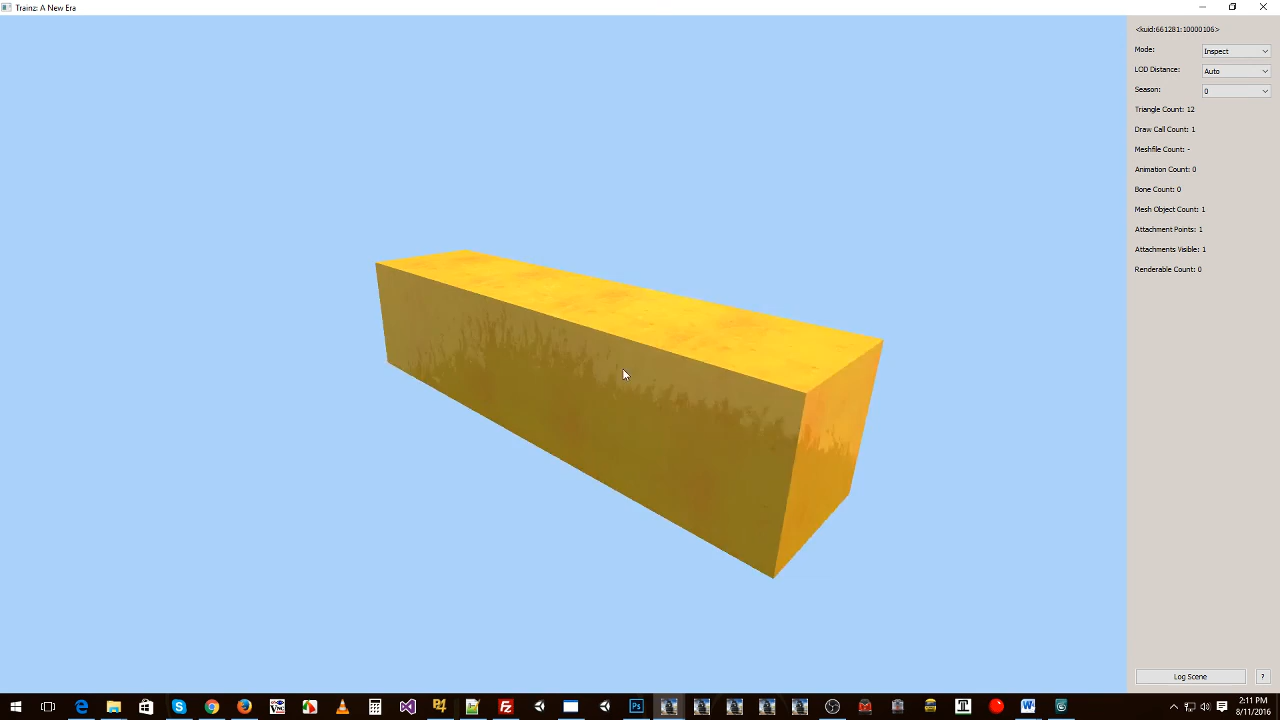 Trainz: A New Era
<kuid:661281:10000106>
Mode: Inspect
LOD Distance: Auto
Season: 0
Triangle Count: 12
Draw Call Count: 1
Meshfile Count: -
Animation Count: 0
Bone Count: 0
Mesh Object Count: 1
Attachment Points: 1
Attachments Visible: 1
Renderable Count: 0
Log Scene ?
2:11 PM
8/11/2016